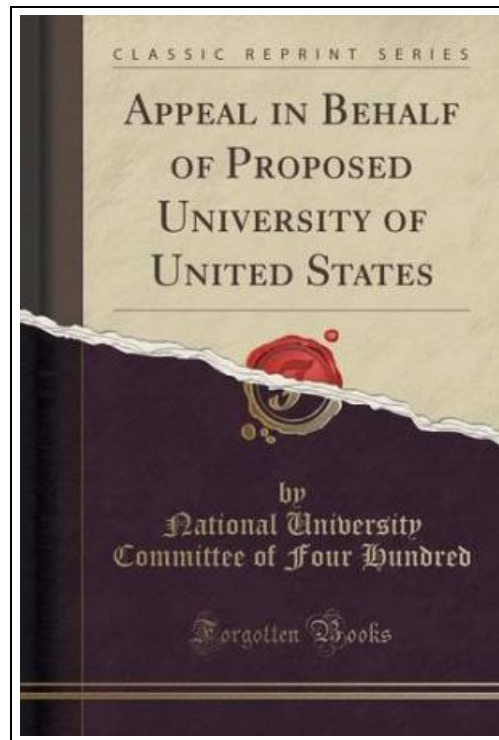 CLASSIC REPRINT SERIES
APPEAL IN BEHALF
OF PROPOSED
UNIVERSITY OF
UNITED STATES
by
National University
Committee of Four Hundred
Forgotten Books